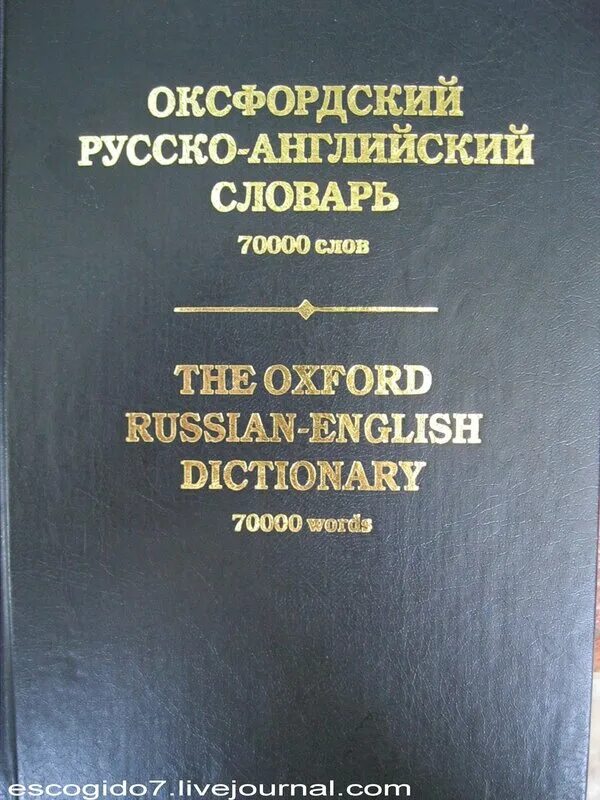 ОКСФОРДСКИЙ
РУССКО-АНГЛИЙСКИЙ
СЛОВАРЬ
70000 слов
THE OXFORD
RUSSIAN-ENGLISH
DICTIONARY
70000 words
escogido7.livejournal.com